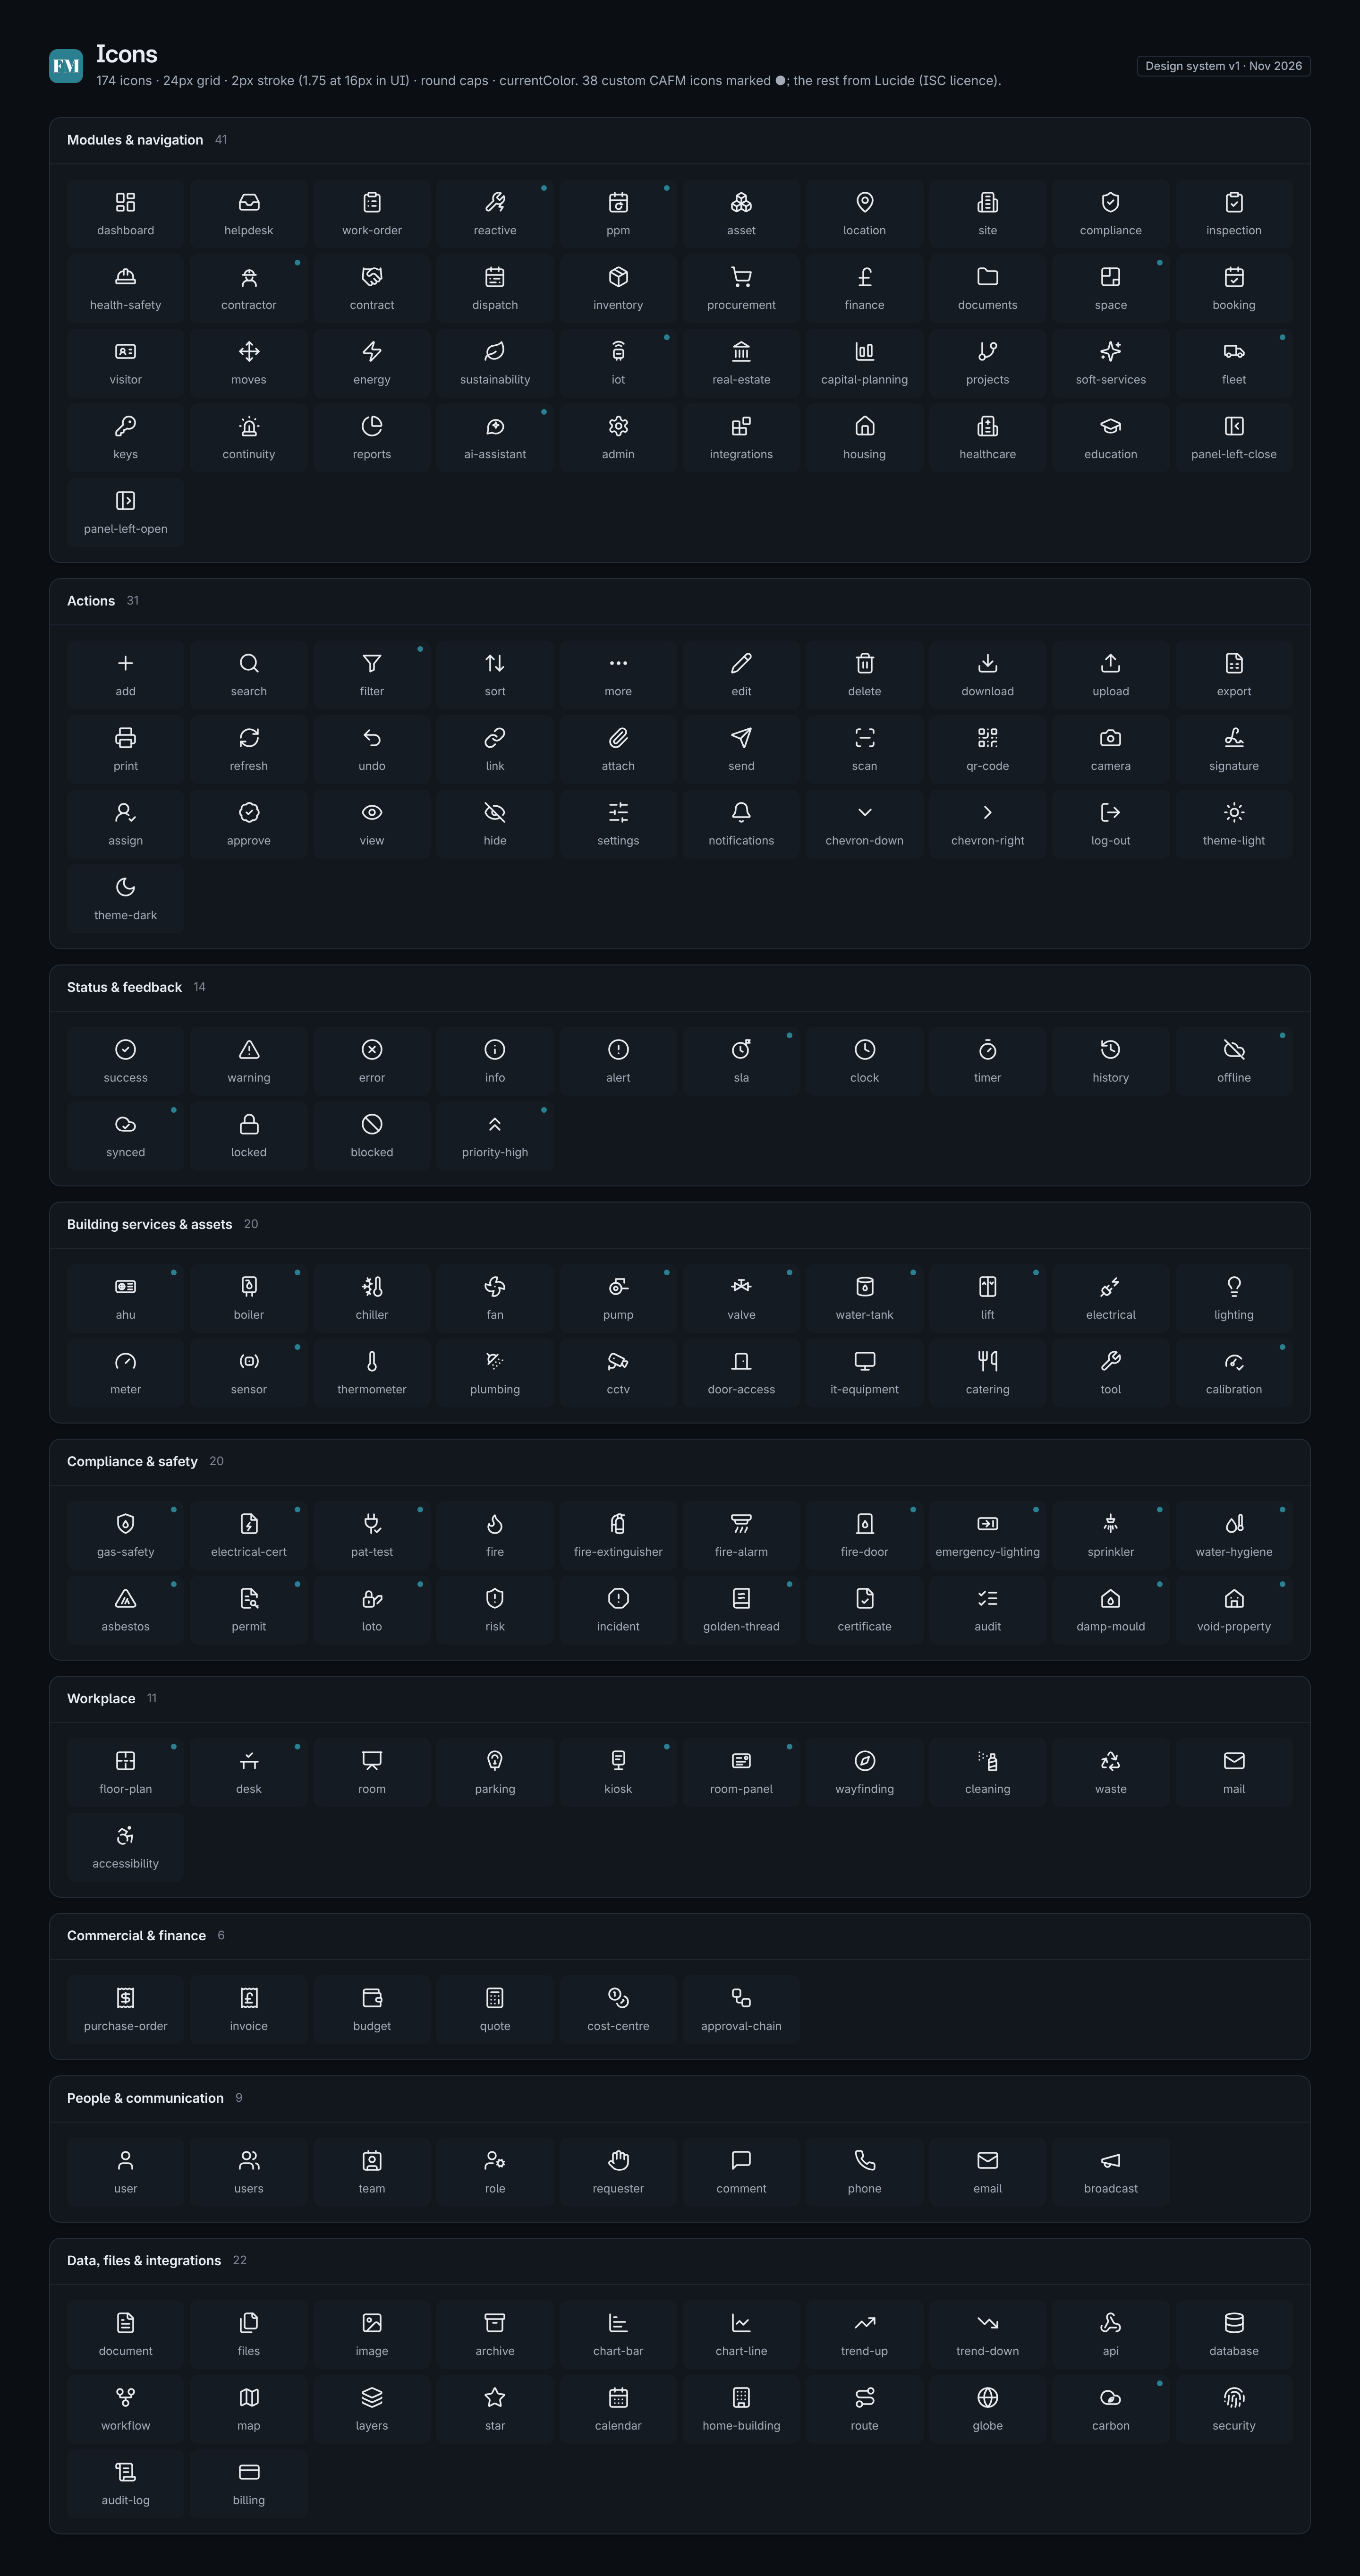 FM
Icons
174 icons · 24px grid · 2px stroke (1.75 at 16px in UI) · round caps · currentColor. 38 custom CAFM icons marked ●; the rest from Lucide (ISC licence).
Design system v1 · Nov 2026
Modules & navigation 41
dashboard helpdesk work-order reactive ppm asset location site compliance inspection
health-safety contractor contract dispatch inventory procurement finance documents space booking
visitor moves energy sustainability iot real-estate capital-planning projects soft-services fleet
keys continuity reports ai-assistant admin integrations housing healthcare education panel-left-close
panel-left-open
Actions 31
add search filter sort more edit delete download upload export
print refresh undo link attach send scan qr-code camera signature
assign approve view hide settings notifications chevron-down chevron-right log-out theme-light
theme-dark
Status & feedback 14
success warning error info alert sla clock timer history offline
synced locked blocked priority-high
Building services & assets 20
ahu boiler chiller fan pump valve water-tank lift electrical lighting
meter sensor thermometer plumbing cctv door-access it-equipment catering tool calibration
Compliance & safety 20
gas-safety electrical-cert pat-test fire fire-extinguisher fire-alarm fire-door emergency-lighting sprinkler water-hygiene
asbestos permit loto risk incident golden-thread certificate audit damp-mould void-property
Workplace 11
floor-plan desk room parking kiosk room-panel wayfinding cleaning waste mail
accessibility
Commercial & finance 6
purchase-order invoice budget quote cost-centre approval-chain
People & communication 9
user users team role requester comment phone email broadcast
Data, files & integrations 22
document files image archive chart-bar chart-line trend-up trend-down api database
workflow map layers star calendar home-building route globe carbon security
audit-log billing